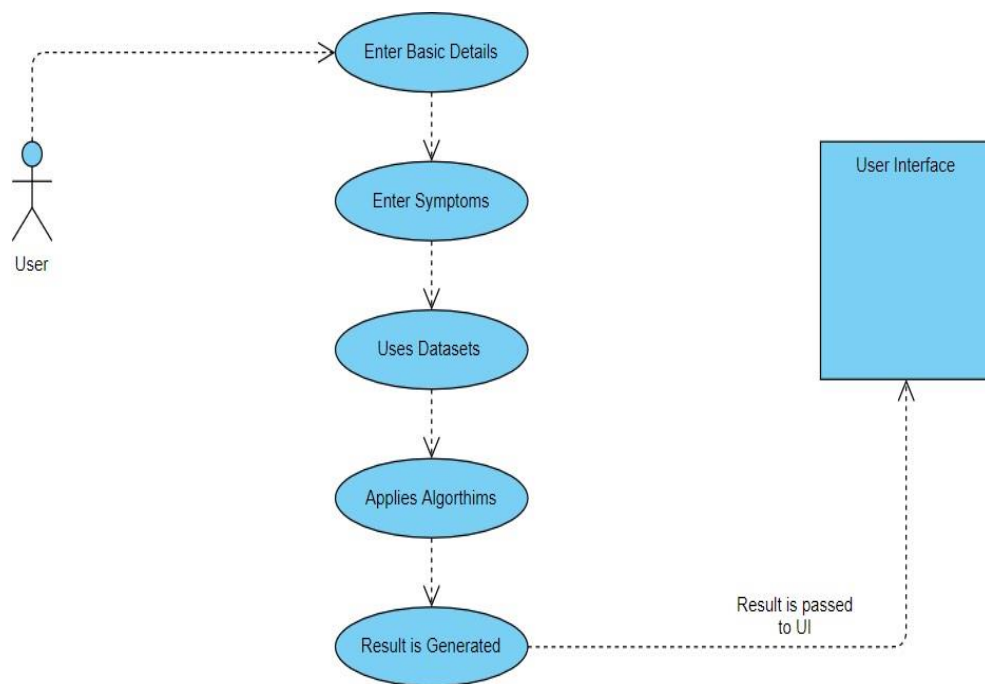 Enter Basic Details
User
Enter Symptoms
User Interface
Uses Datasets
Applies Algorthims
Result is Generated
Result is passed
to UI